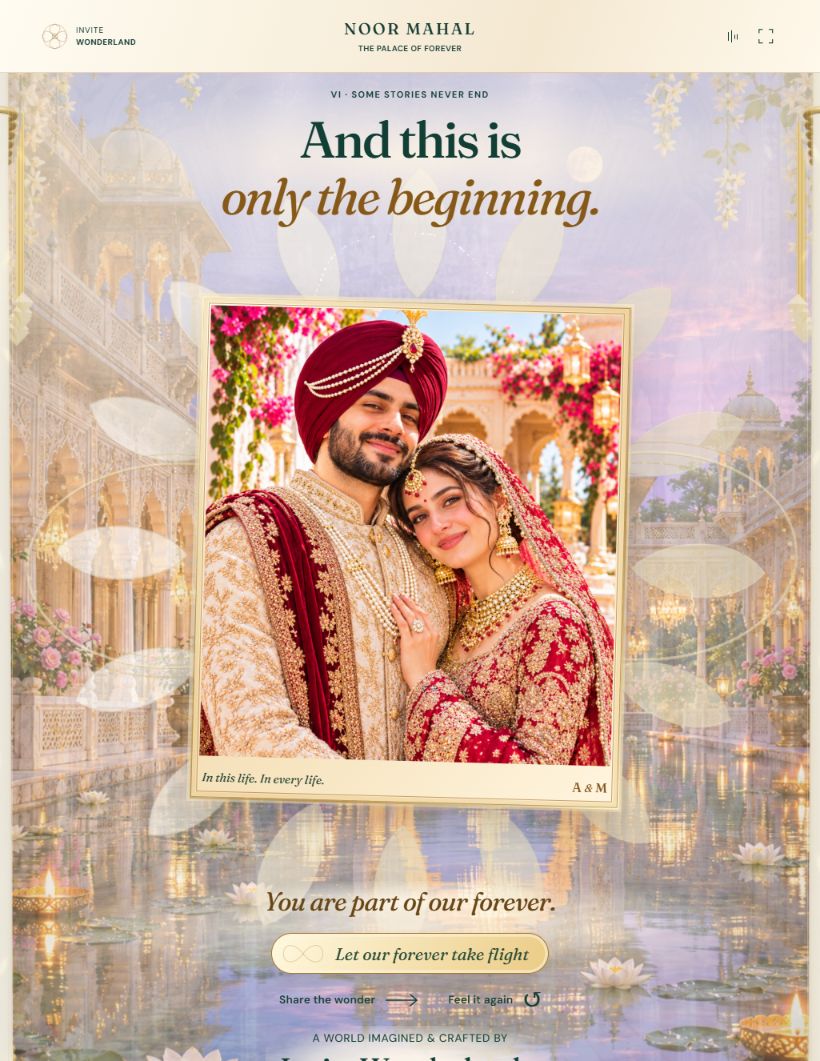 INVITE
WONDERLAND
NOOR MAHAL
THE PALACE OF FOREVER
VI · SOME STORIES NEVER END
And this is
only the beginning.
In this life. In every life.
A & M
You are part of our forever.
Let our forever take flight
Share the wonder
Feel it again
A WORLD IMAGINED & CRAFTED BY